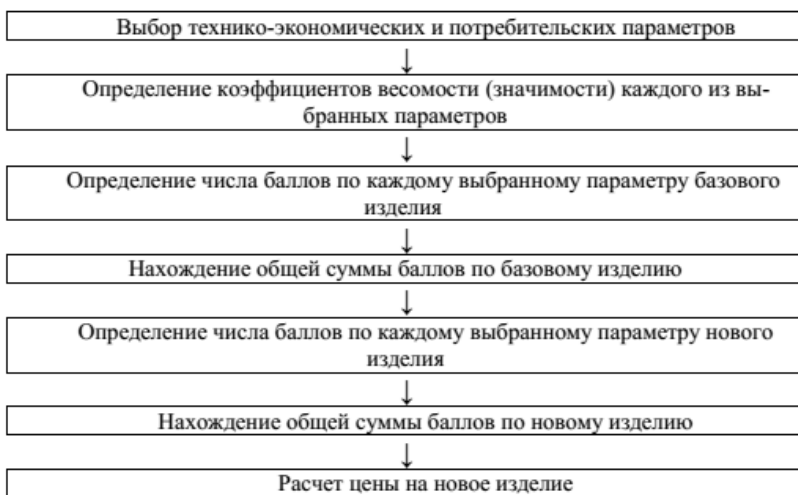 Выбор технико-экономических и потребительских параметров
↓
Определение коэффициентов весомости (значимости) каждого из вы-
бранных параметров
↓
Определение числа баллов по каждому выбранному параметру базового
изделия
↓
Нахождение общей суммы баллов по базовому изделию
↓
Определение числа баллов по каждому выбранному параметру нового
изделия
↓
Нахождение общей суммы баллов по новому изделию
↓
Расчет цены на новое изделие